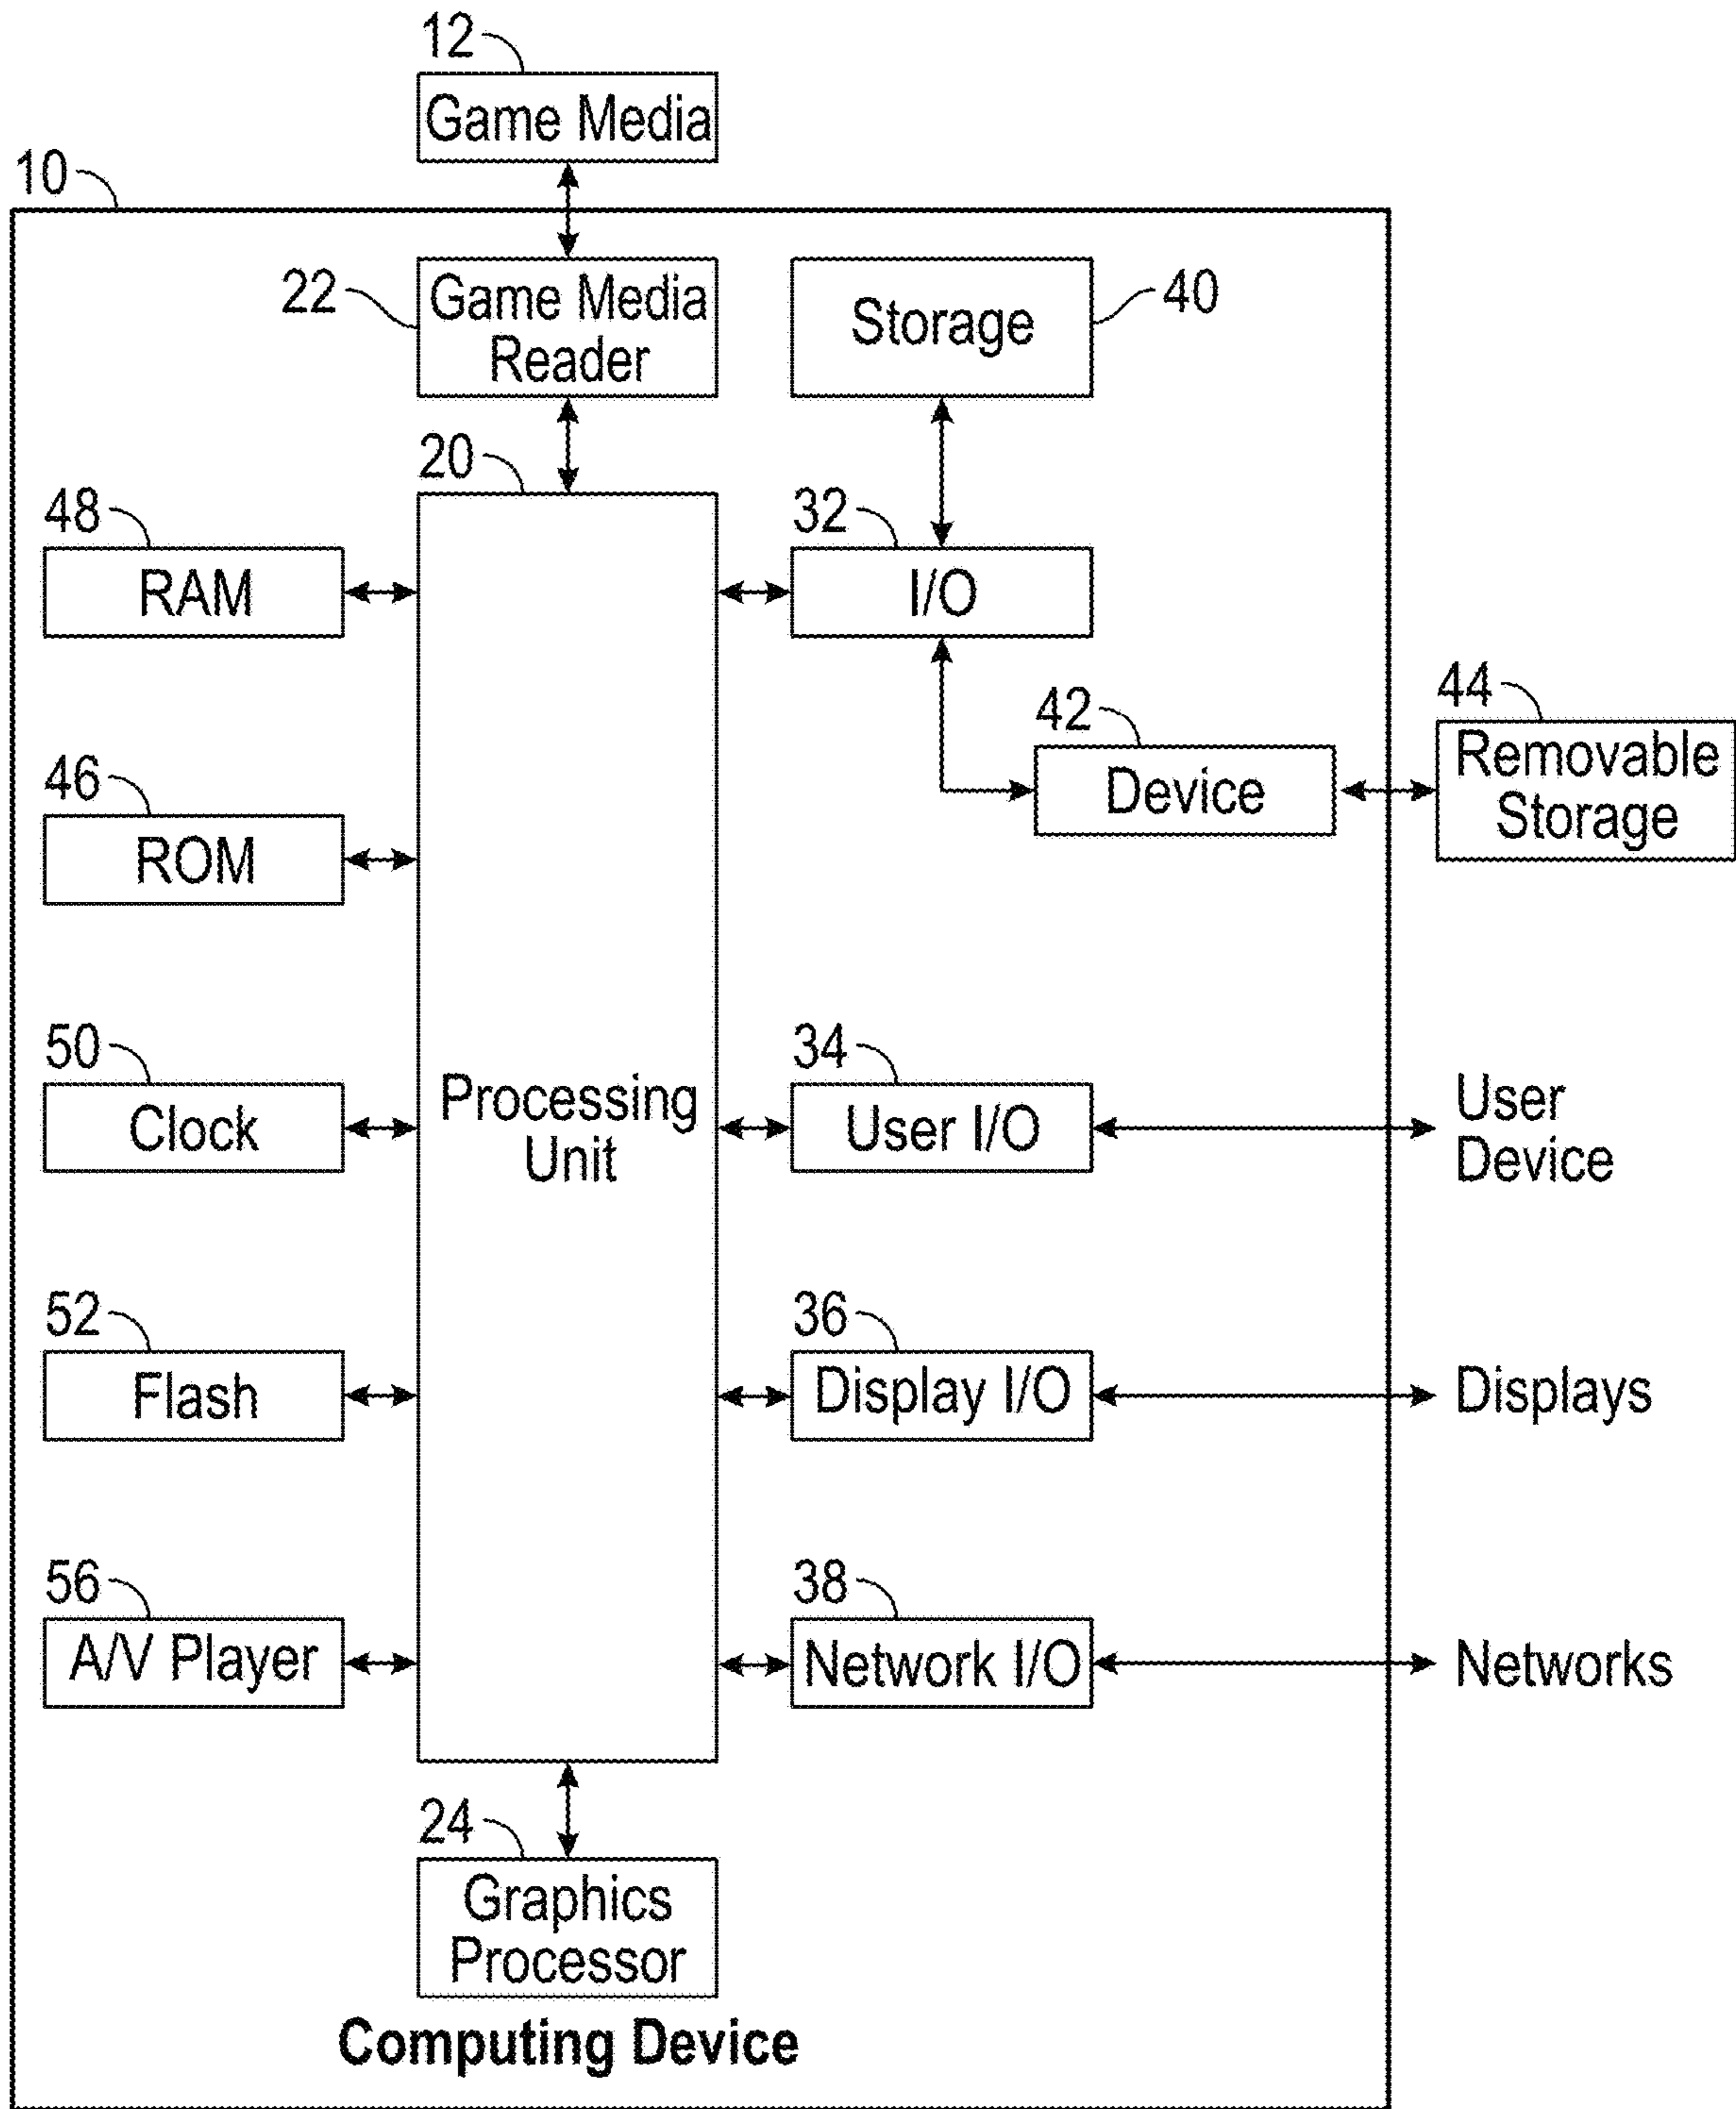 12
Game Media
10
22
Game Media
Reader
Storage
40
20
48
RAM
32
I/O
42
Device
44
Removable
Storage
46
ROM
50
Clock
Processing
Unit
34
User I/O
User
Device
52
Flash
36
Display I/O
Displays
56
A/V Player
38
Network I/O
Networks
24
Graphics
Processor
Computing Device